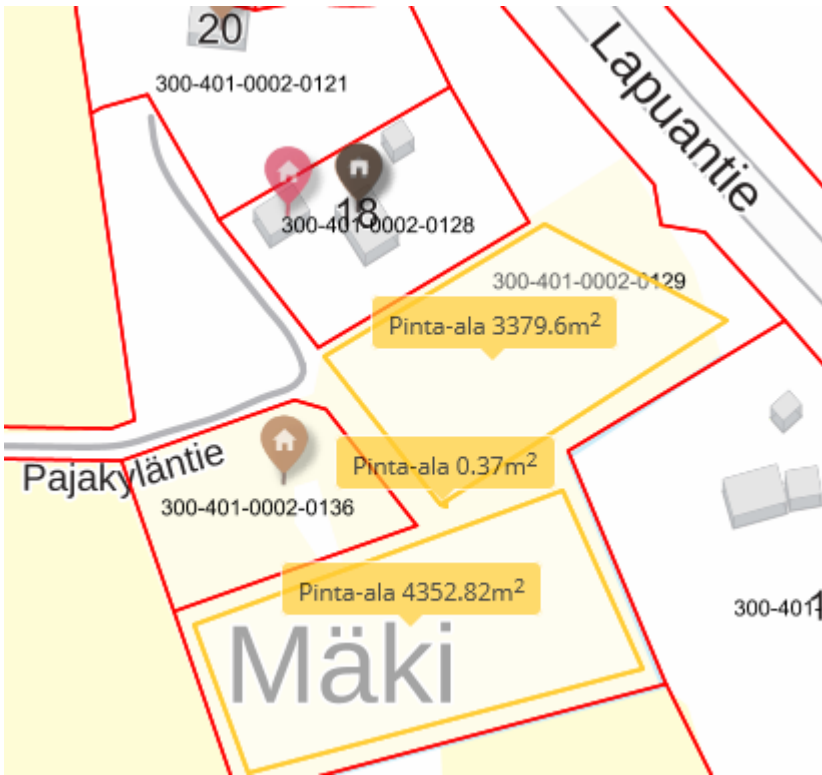 20
300-401-0002-0121
Lapuantie
18
300-401-0002-0128
300-401-0002-0129
Pinta-ala 3379.6m²
Pajakyläntie
Pinta-ala 0.37m²
300-401-0002-0136
Pinta-ala 4352.82m²
300-401-
Mäki